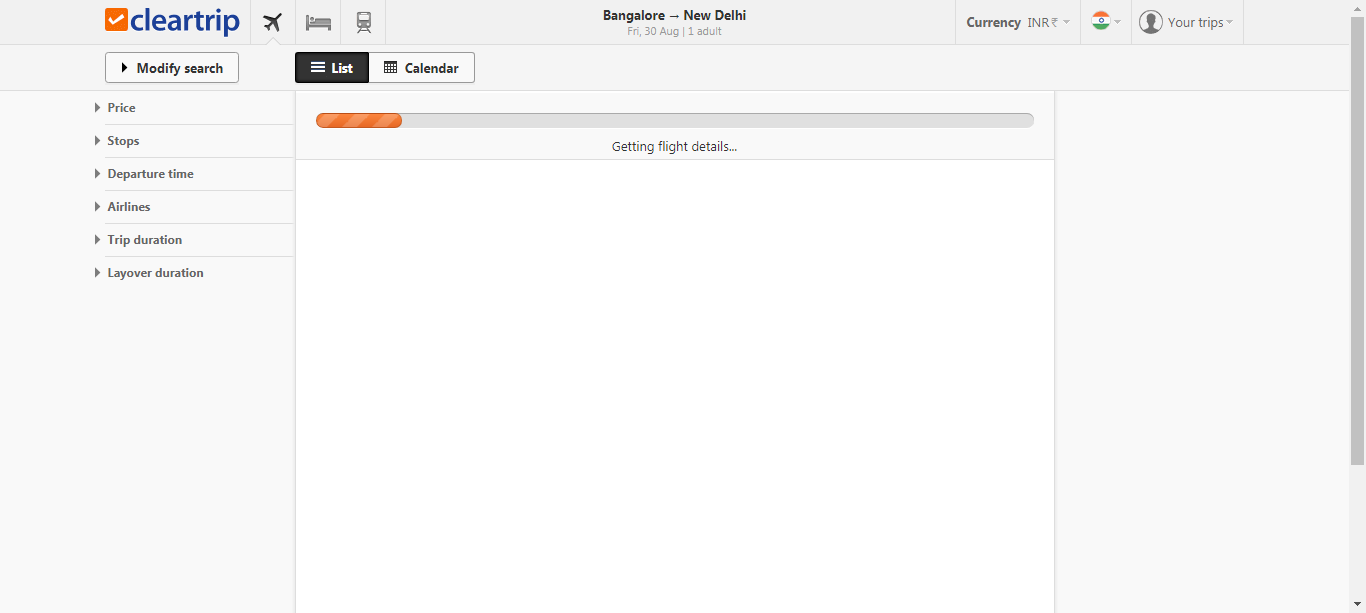 cleartrip
Bangalore → New Delhi
Fri, 30 Aug | 1 adult
Currency INR ₹
Your trips
Modify search
List
Calendar
Price
Stops
Departure time
Airlines
Trip duration
Layover duration
Getting flight details...